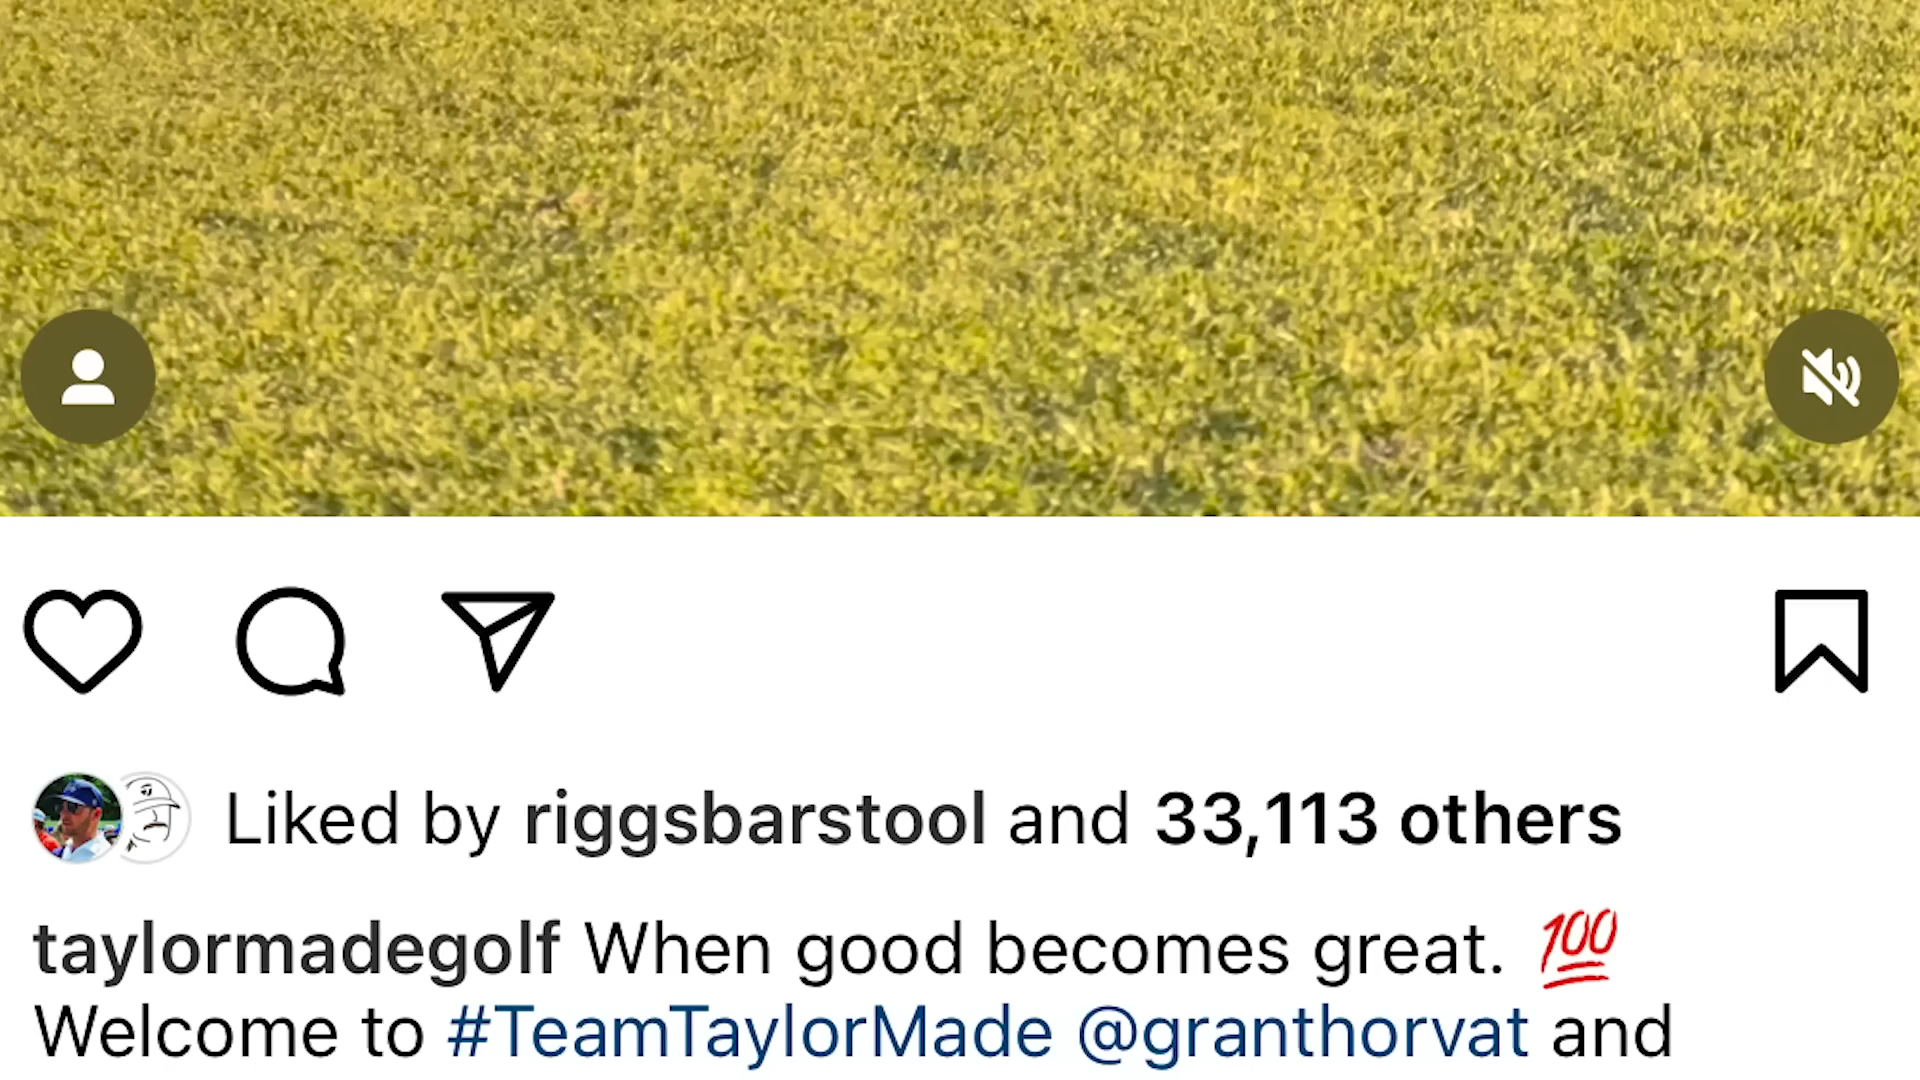 Liked by riggsbarstool and 33,113 others
taylormadegolf When good becomes great. 💯
Welcome to #TeamTaylorMade @granthorvat and